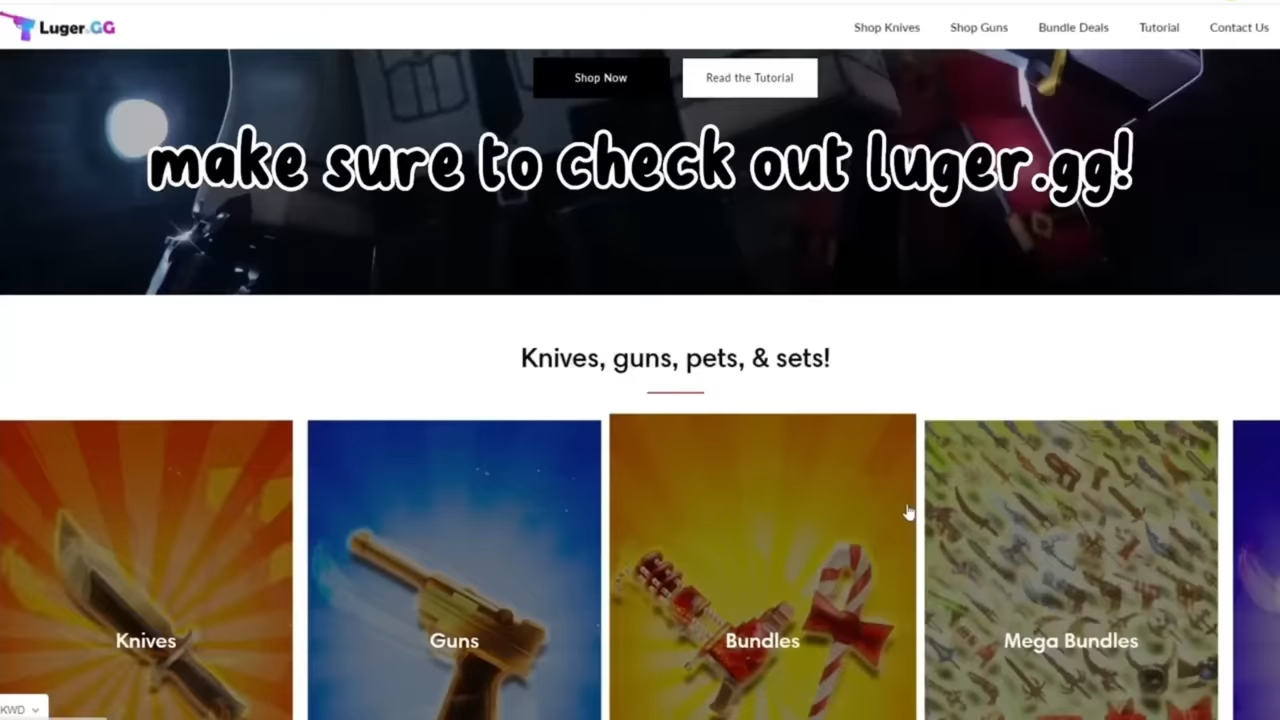 Luger.GG
Shop Knives Shop Guns Bundle Deals Tutorial Contact Us
Shop Now Read the Tutorial
make sure to check out luger.gg!
Knives, guns, pets, & sets!
Knives Guns Bundles Mega Bundles
KWD